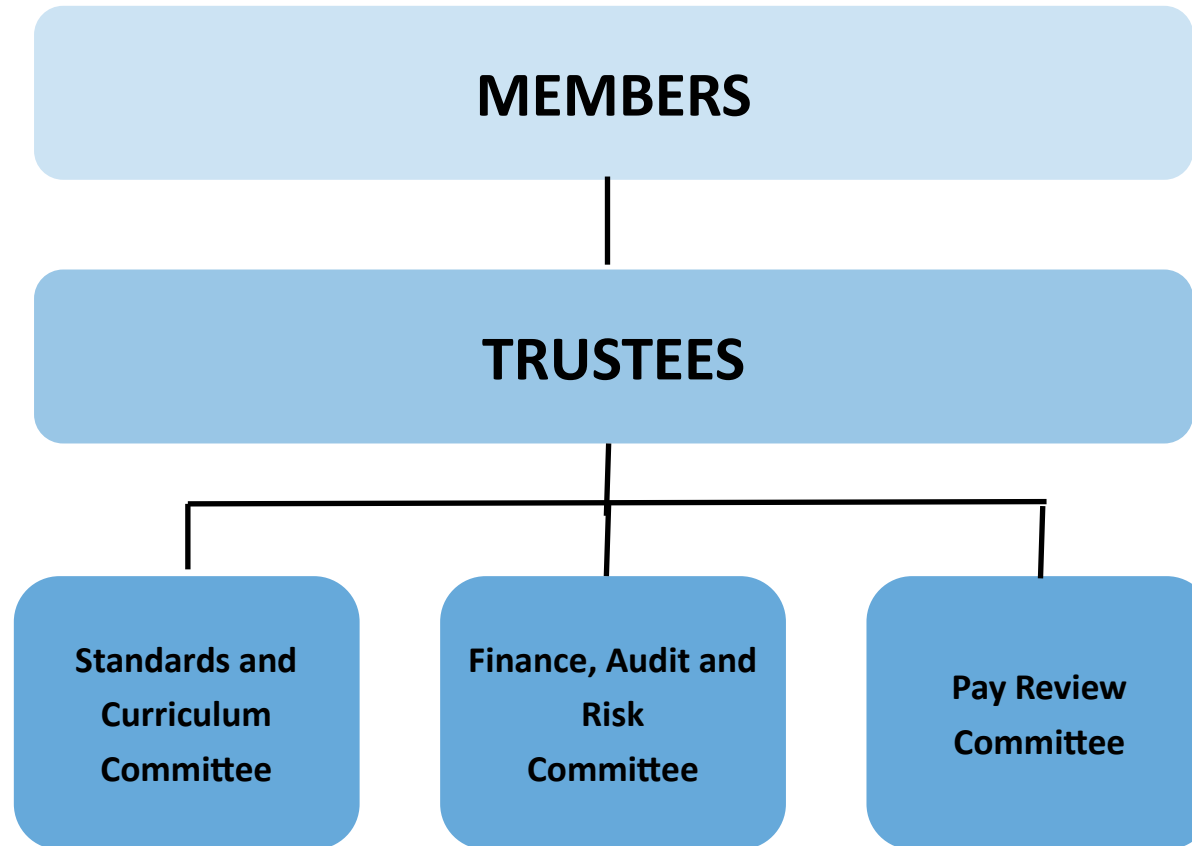 MEMBERS
TRUSTEES
Standards and
Curriculum
Committee
Finance, Audit and
Risk
Committee
Pay Review
Committee